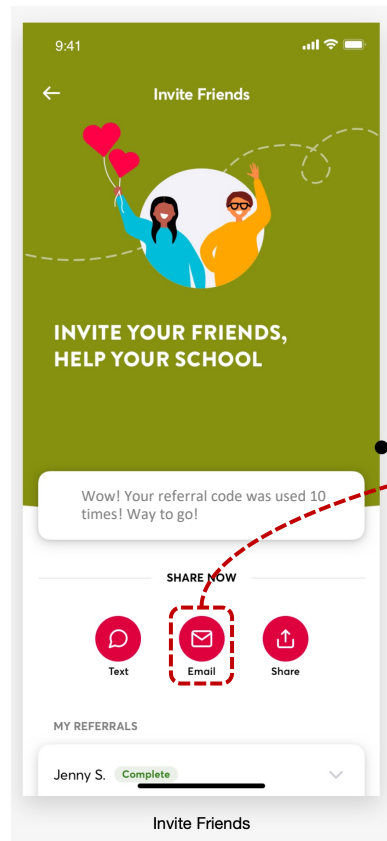 9:41
Invite Friends
INVITE YOUR FRIENDS,
HELP YOUR SCHOOL
Wow! Your referral code was used 10
times! Way to go!
SHARE NOW
Text Email Share
MY REFERRALS
Jenny S. Complete
Invite Friends